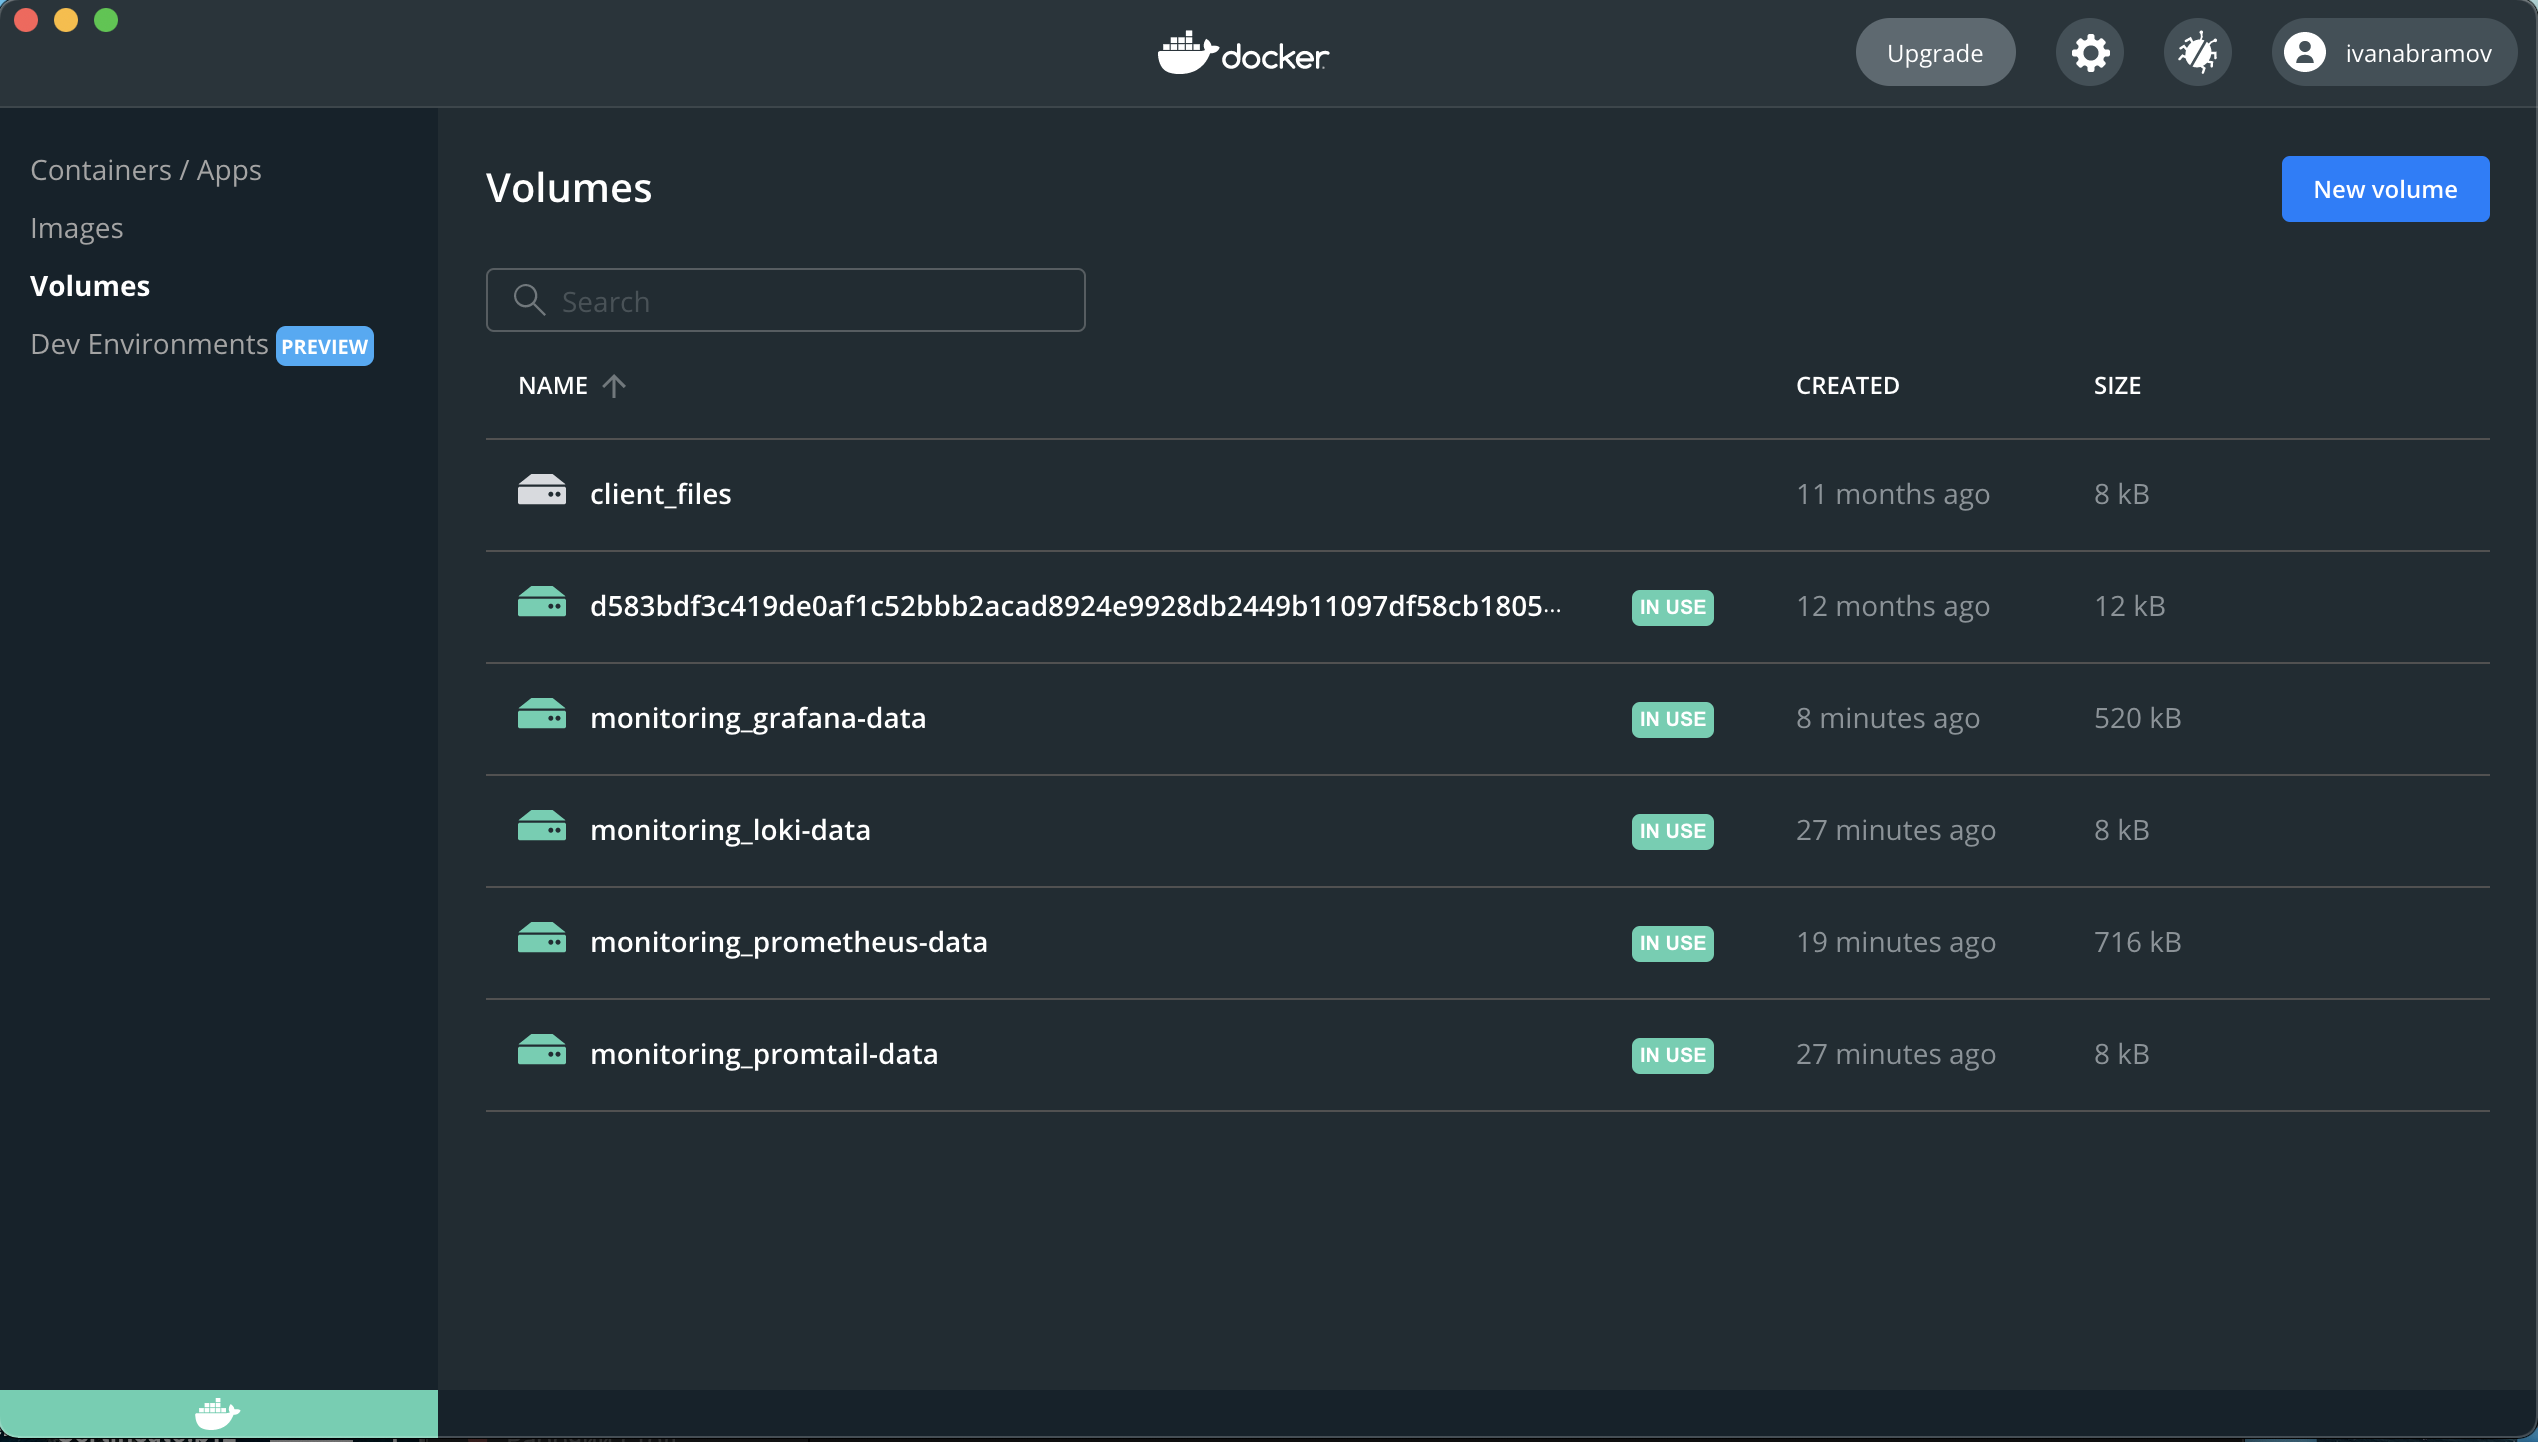 docker
Upgrade
ivanabramov
Containers / Apps
Images
Volumes
Dev Environments PREVIEW
Volumes
New volume
Search
NAME CREATED SIZE
client_files 11 months ago 8 kB
d583bdf3c419de0af1c52bbb2acad8924e9928db2449b11097df58cb1805... IN USE 12 months ago 12 kB
monitoring_grafana-data IN USE 8 minutes ago 520 kB
monitoring_loki-data IN USE 27 minutes ago 8 kB
monitoring_prometheus-data IN USE 19 minutes ago 716 kB
monitoring_promtail-data IN USE 27 minutes ago 8 kB